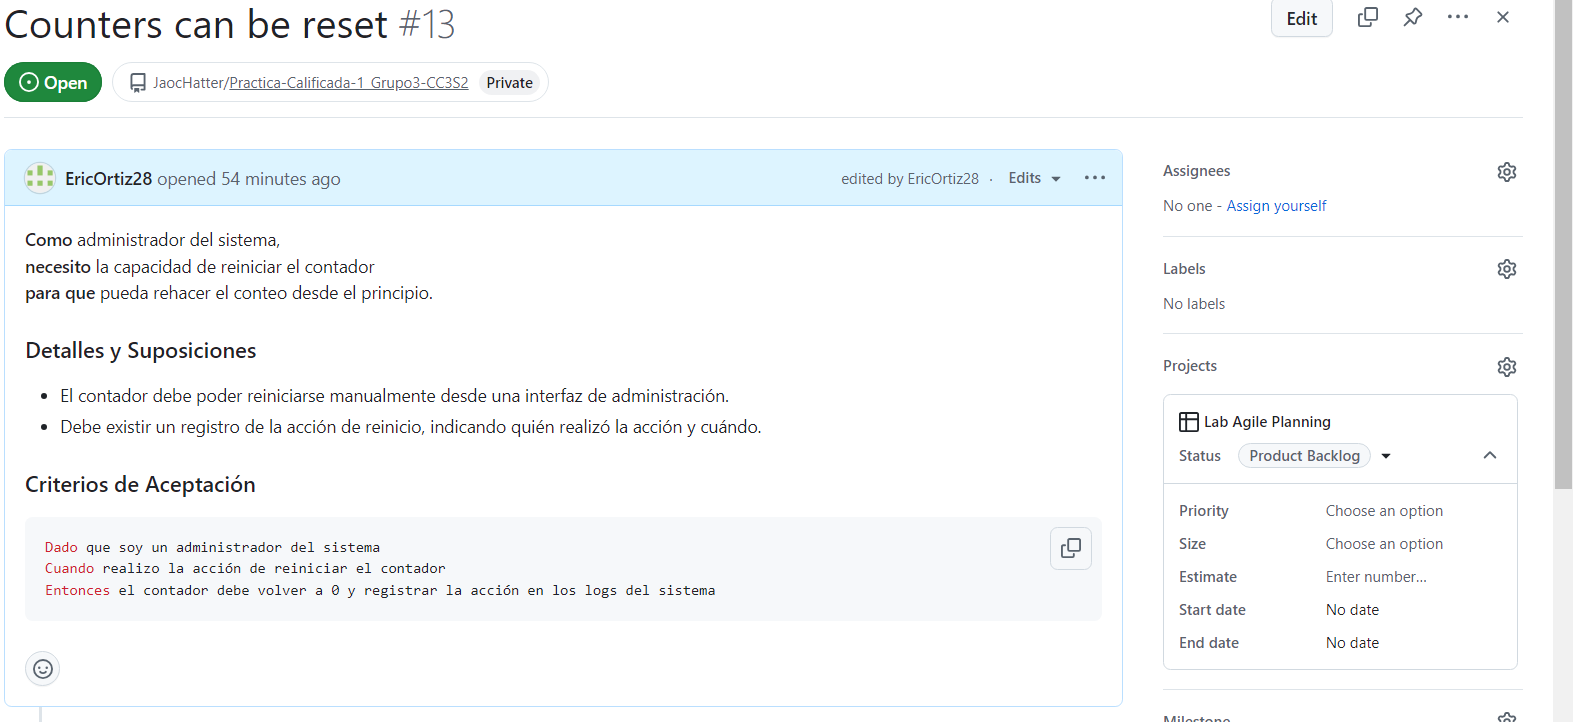 Counters can be reset #13
Edit
Open
JaocHatter/Practica-Calificada-1_Grupo3-CC3S2 Private
EricOrtiz28 opened 54 minutes ago
edited by EricOrtiz28 · Edits
Como administrador del sistema,
necesito la capacidad de reiniciar el contador
para que pueda rehacer el conteo desde el principio.
Detalles y Suposiciones
• El contador debe poder reiniciarse manualmente desde una interfaz de administración.
• Debe existir un registro de la acción de reinicio, indicando quién realizó la acción y cuándo.
Criterios de Aceptación
Dado que soy un administrador del sistema
Cuando realizo la acción de reiniciar el contador
Entonces el contador debe volver a 0 y registrar la acción en los logs del sistema
Assignees
No one - Assign yourself
Labels
No labels
Projects
Lab Agile Planning
Status Product Backlog
Priority Choose an option
Size Choose an option
Estimate Enter number...
Start date No date
End date No date
Milestone